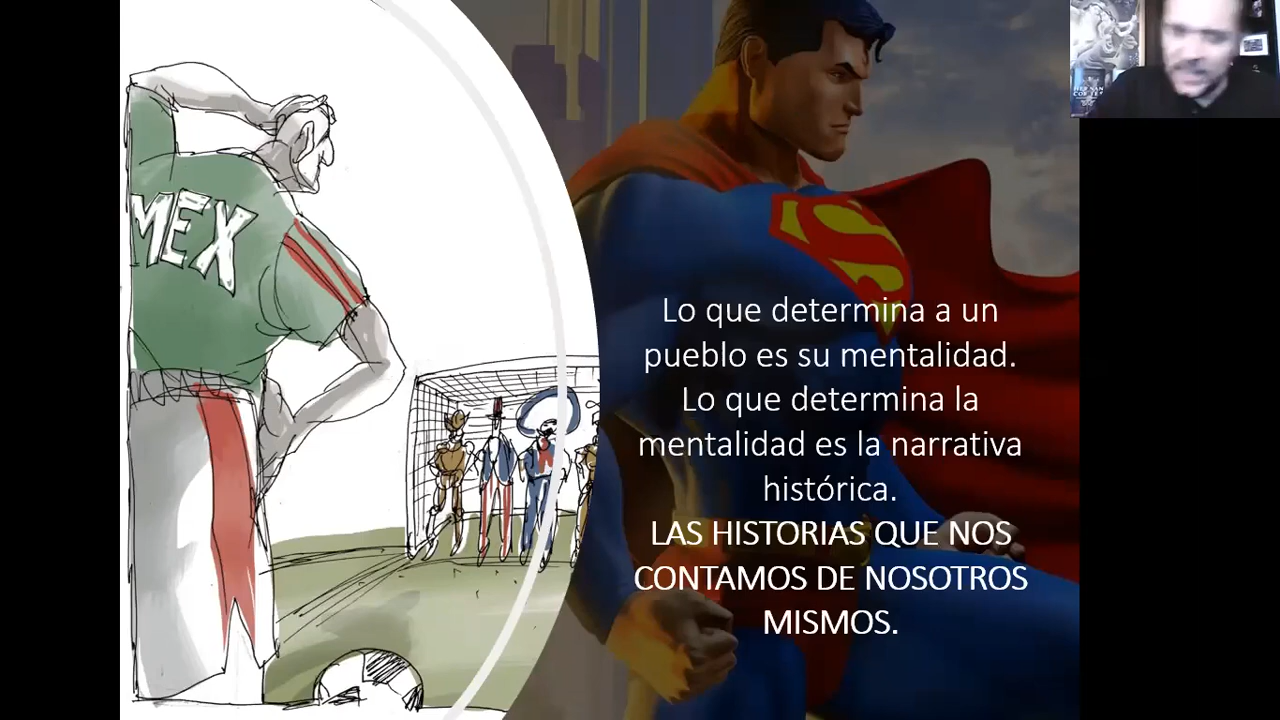 MEX
S
Lo que determina a un
pueblo es su mentalidad.
Lo que determina la
mentalidad es la narrativa
histórica.
LAS HISTORIAS QUE NOS
CONTAMOS DE NOSOTROS
MISMOS.